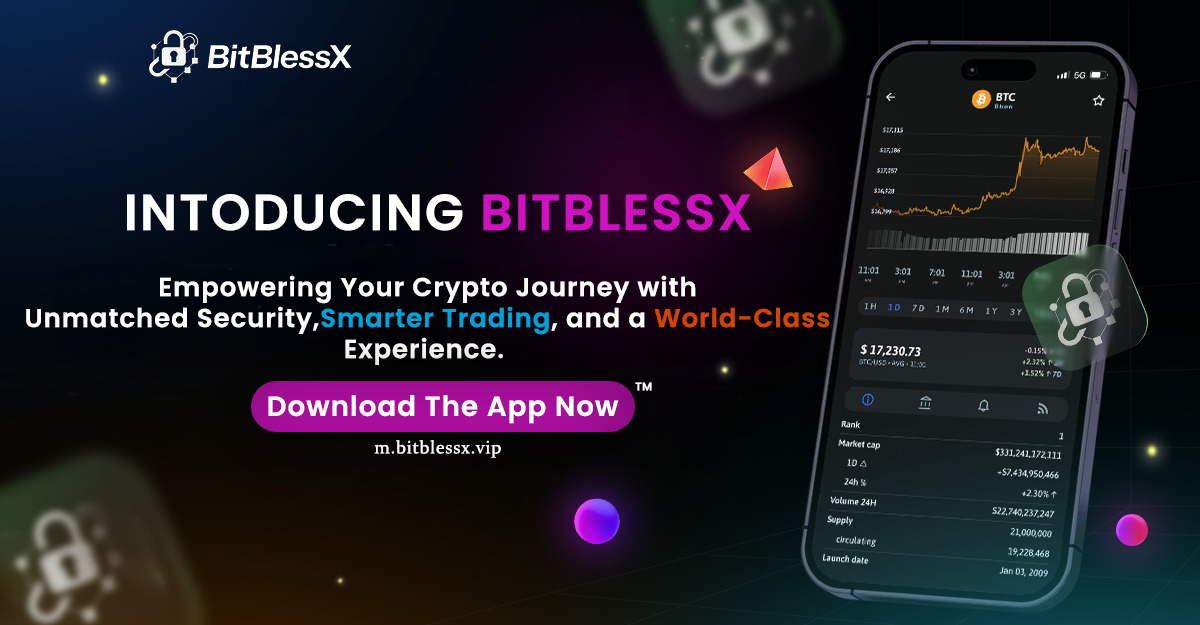 BitBlessX
INTODUCING BITBLESSX
Empowering Your Crypto Journey with
Unmatched Security,Smarter Trading, and a World-Class
Experience.
Download The App Now
TM
m.bitblessx.vip
5G
BTC
Bitcoin
$17,115
$17,186
$17,057
$16,928
$16,799
11:01 3:01 7:01 11:01 3:01
1H 1D 7D 1M 6M 1Y 3Y
$ 17,230.73
BTC/USD • AVG • 11:01
-0.15%
+2.32% ↑
+1.52% ↑ 7D
Rank 1
Market cap $331,241,172,111
1D +57,434,950,466
24h % +2.30% ↑
Volume 24H $22,740,237,247
Supply 21,000,000
circulating 19,228,468
Launch date Jan 03, 2009